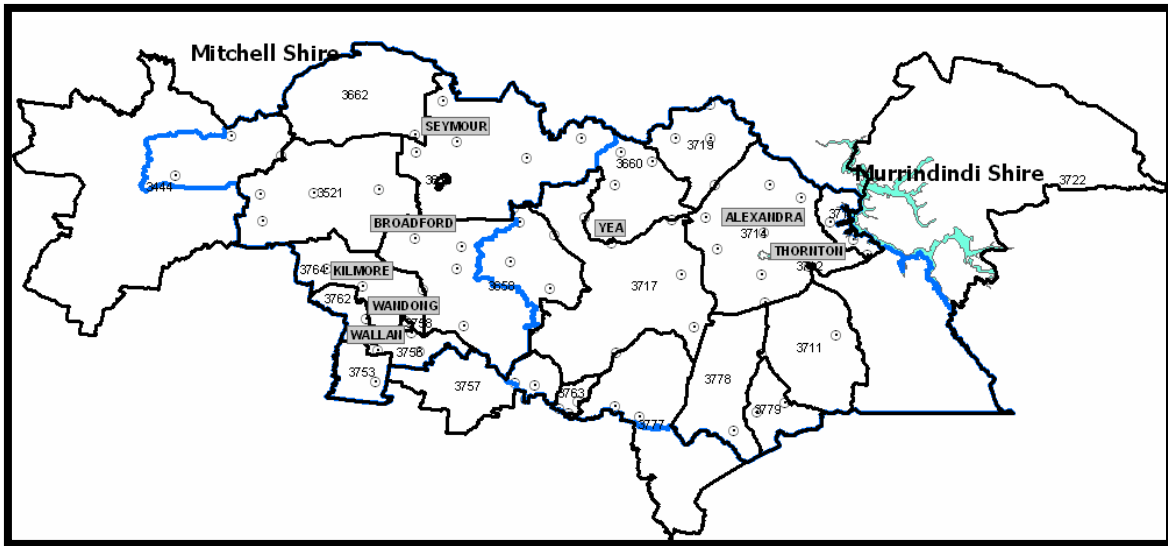 Mitchell Shire
3662
SEYMOUR
3719
3660
Murrindindi Shire
3722
3444
3521
BROADFORD
YEA
ALEXANDRA
3714
THORNTON
3764
KILMORE
3658
3717
3762
WANDONG
WALLAN
3756
3711
3753
3757
3763
3778
3779
3777